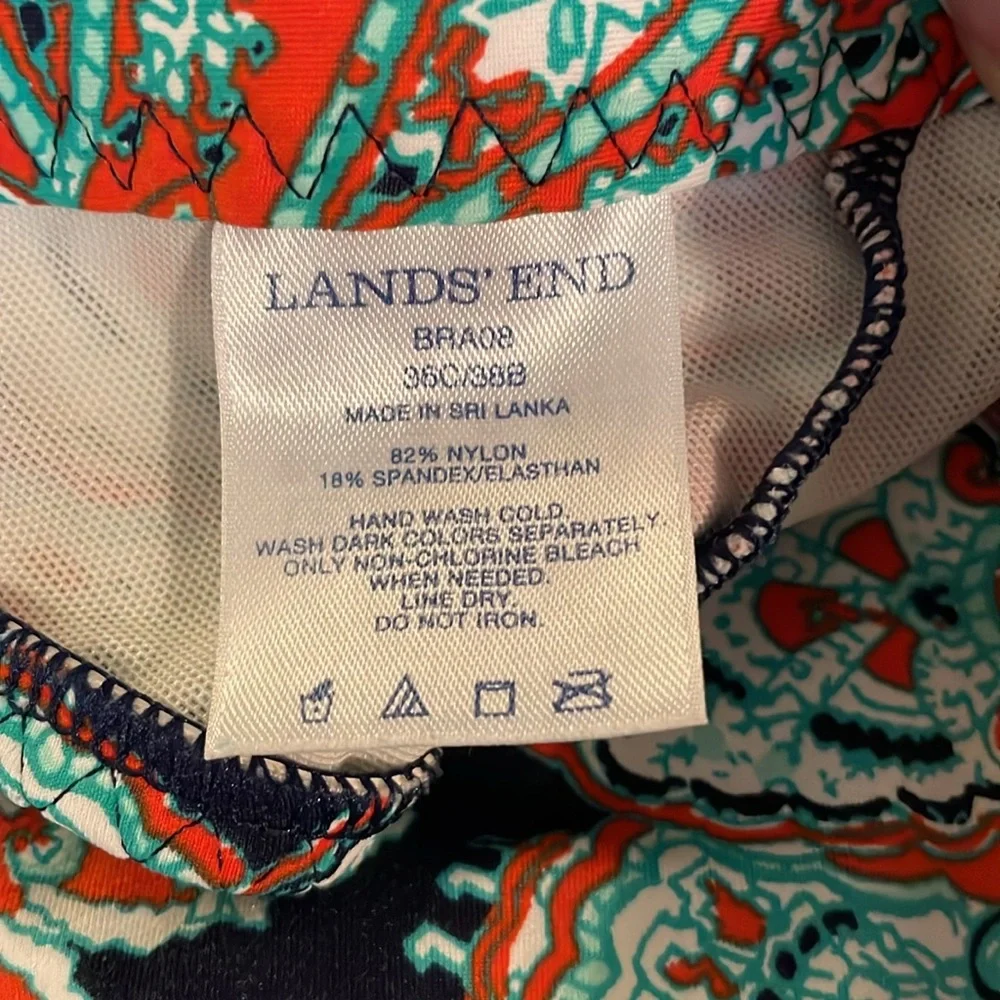 LANDS' END
BRA08
36C/38B
MADE IN SRI LANKA
82% NYLON
18% SPANDEX/ELASTHAN
HAND WASH COLD.
WASH DARK COLORS SEPARATELY.
ONLY NON-CHLORINE BLEACH
WHEN NEEDED.
LINE DRY.
DO NOT IRON.